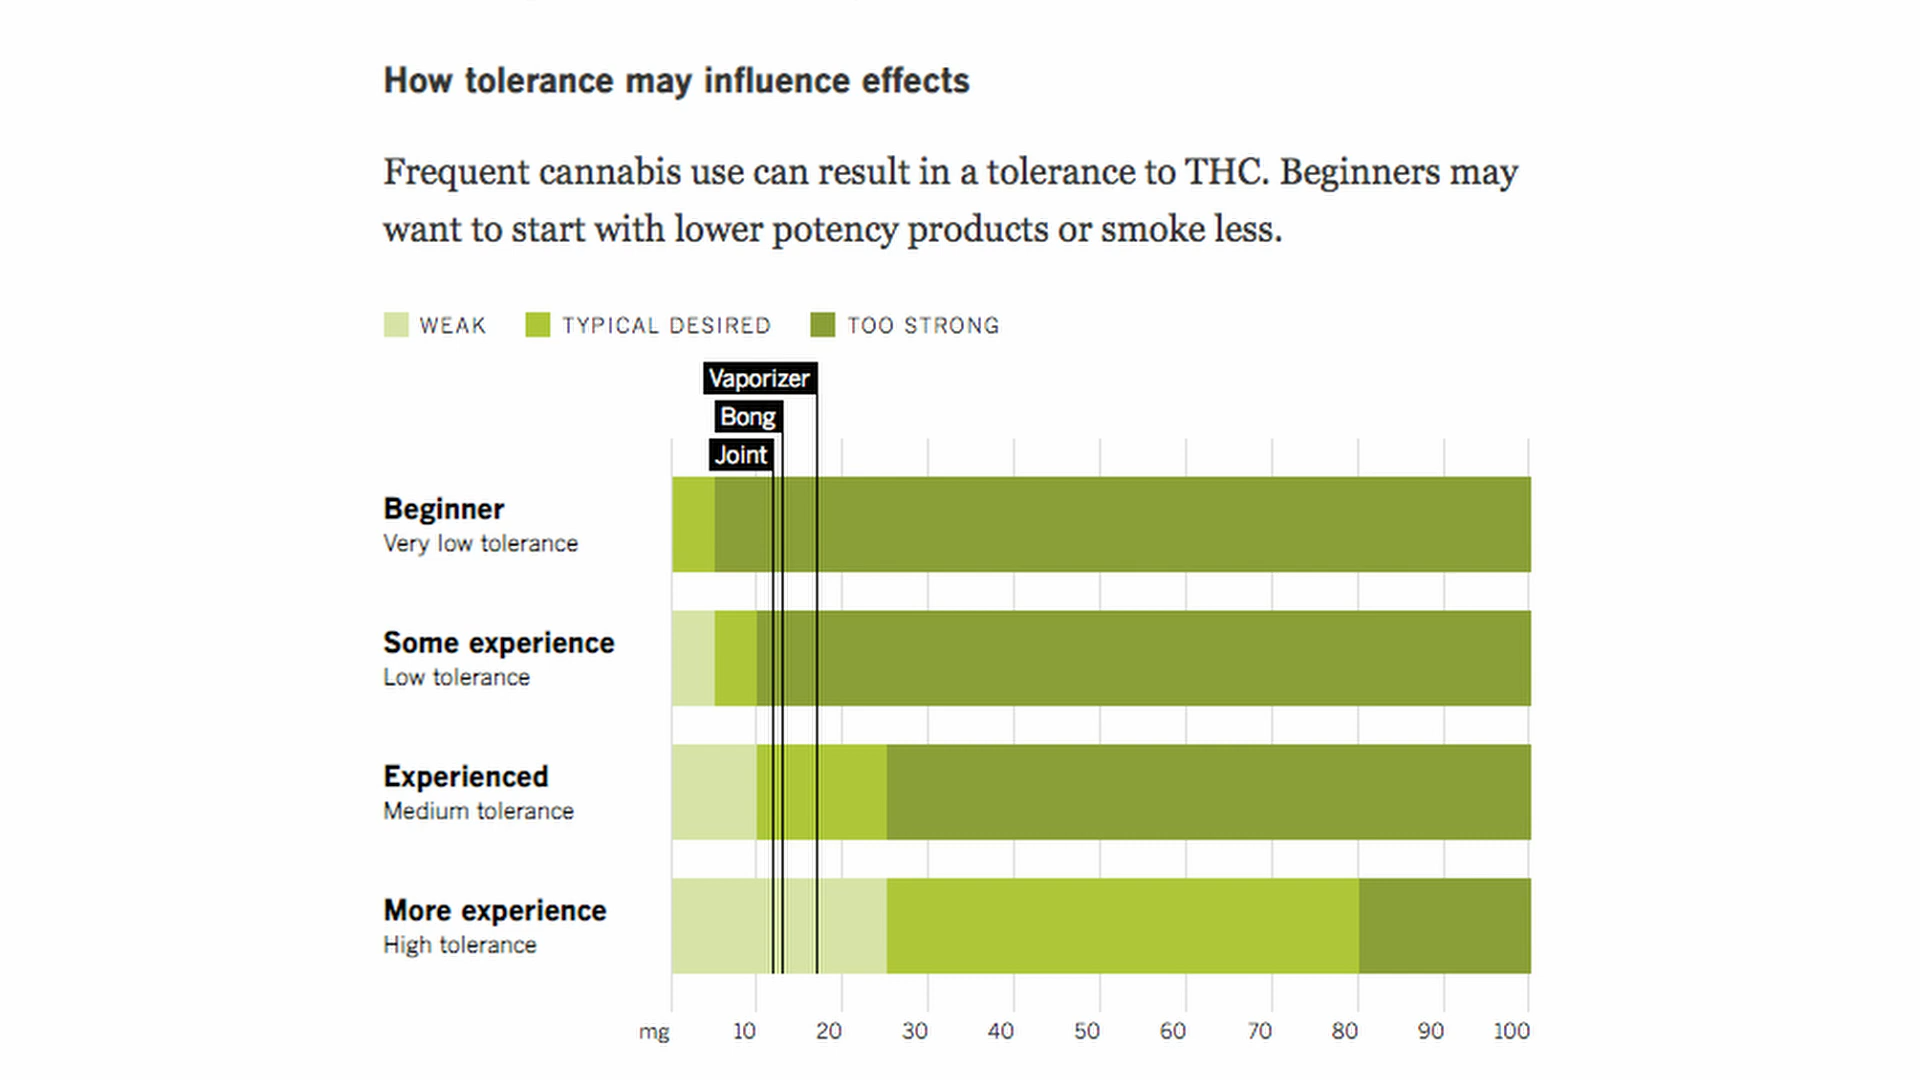 How tolerance may influence effects
Frequent cannabis use can result in a tolerance to THC. Beginners may
want to start with lower potency products or smoke less.
WEAK TYPICAL DESIRED TOO STRONG
Vaporizer
Bong
Joint
Beginner
Very low tolerance
Some experience
Low tolerance
Experienced
Medium tolerance
More experience
High tolerance
mg 10 20 30 40 50 60 70 80 90 100